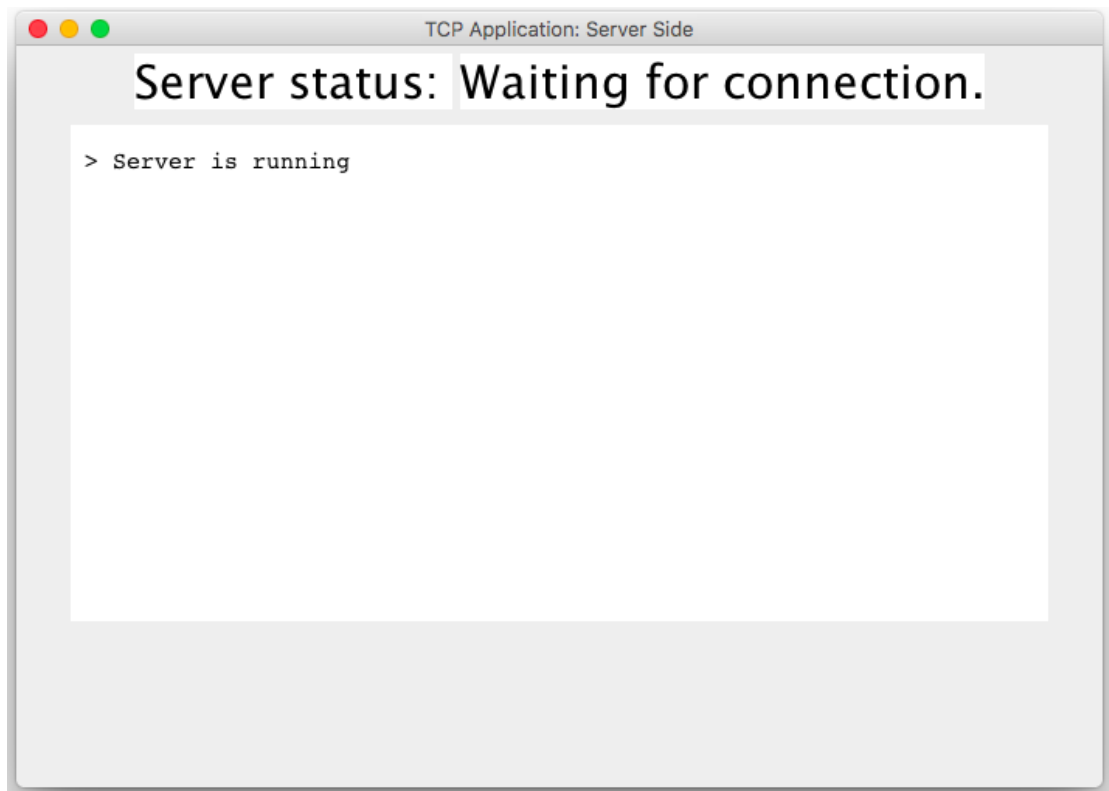 TCP Application: Server Side
Server status: Waiting for connection.
> Server is running